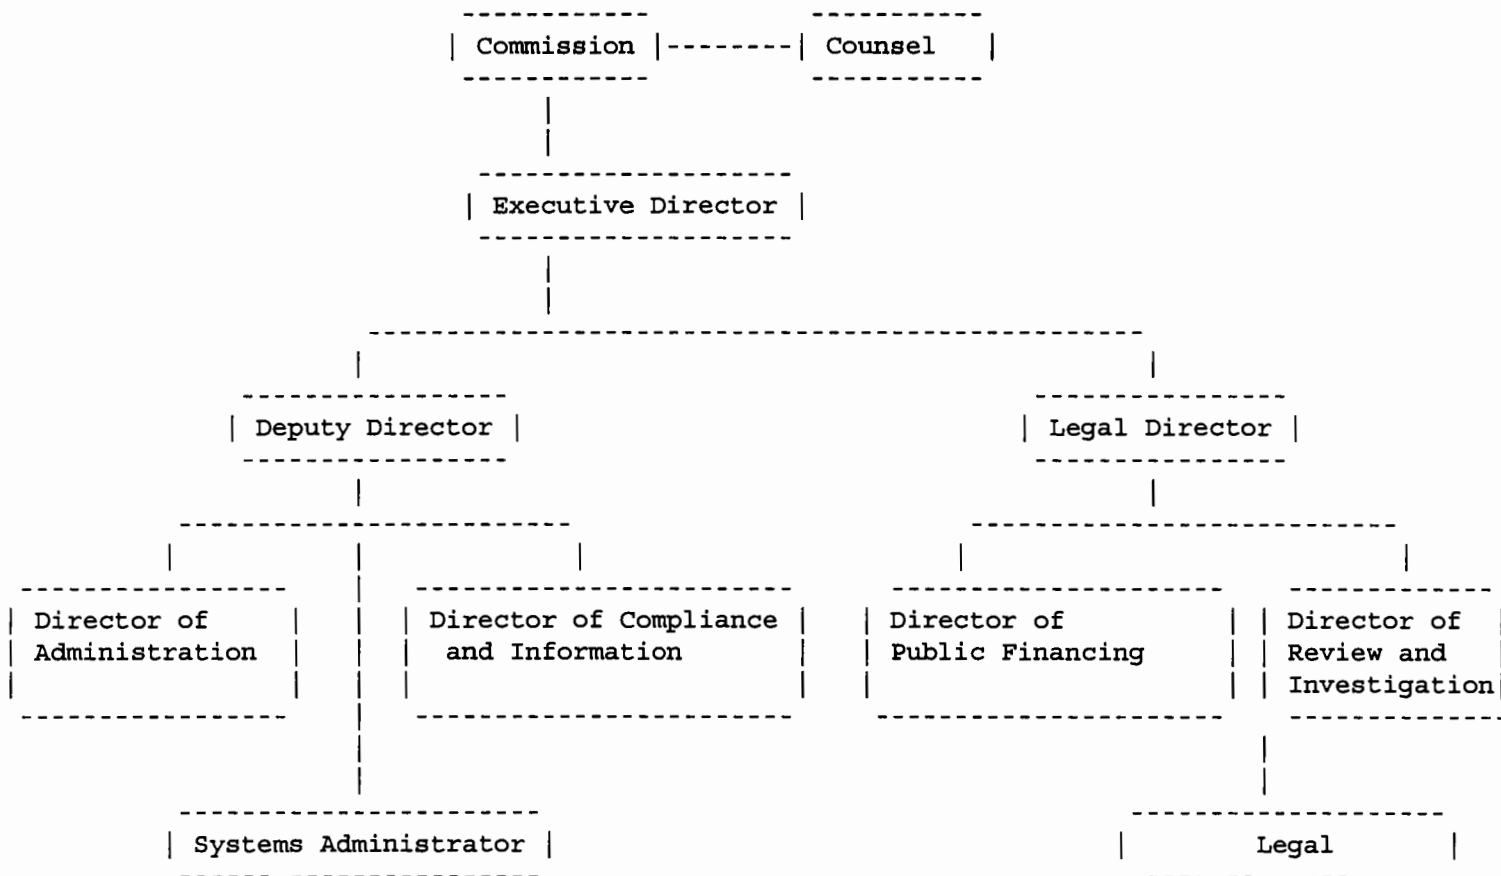 Commission Counsel
Executive Director
Deputy Director Legal Director
Director of Director of Compliance Director of Director of
Administration and Information Public Financing Review and
Investigation
Systems Administrator Legal